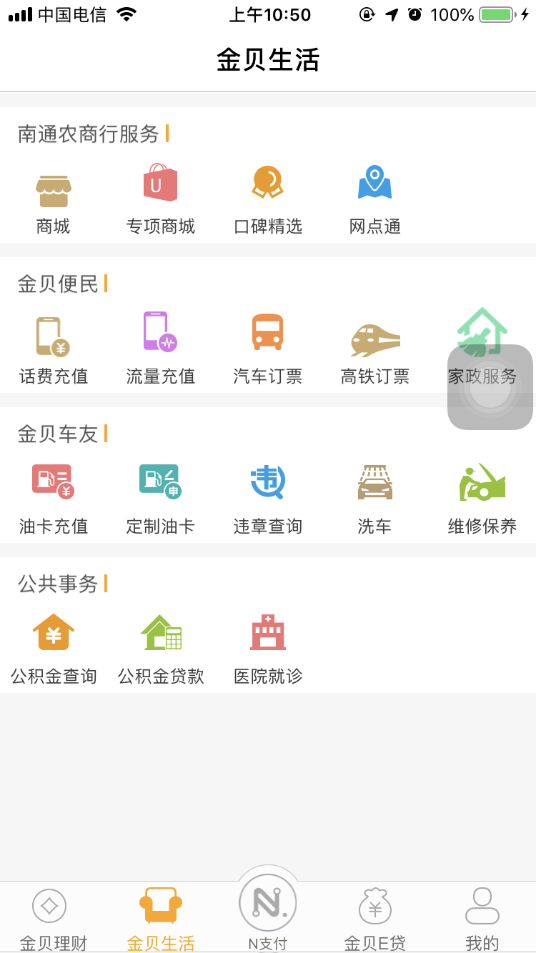 中国电信 上午10:50 100%
金贝生活
南通农商行服务
U
商城 专项商城 口碑精选 网点通
金贝便民
¥
话费充值 流量充值 汽车订票 高铁订票 家政服务
金贝车友
¥ 申 违
油卡充值 定制油卡 违章查询 洗车 维修保养
公共事务
¥
公积金查询 公积金贷款 医院就诊
N ¥
金贝理财 金贝生活 N支付 金贝E贷 我的